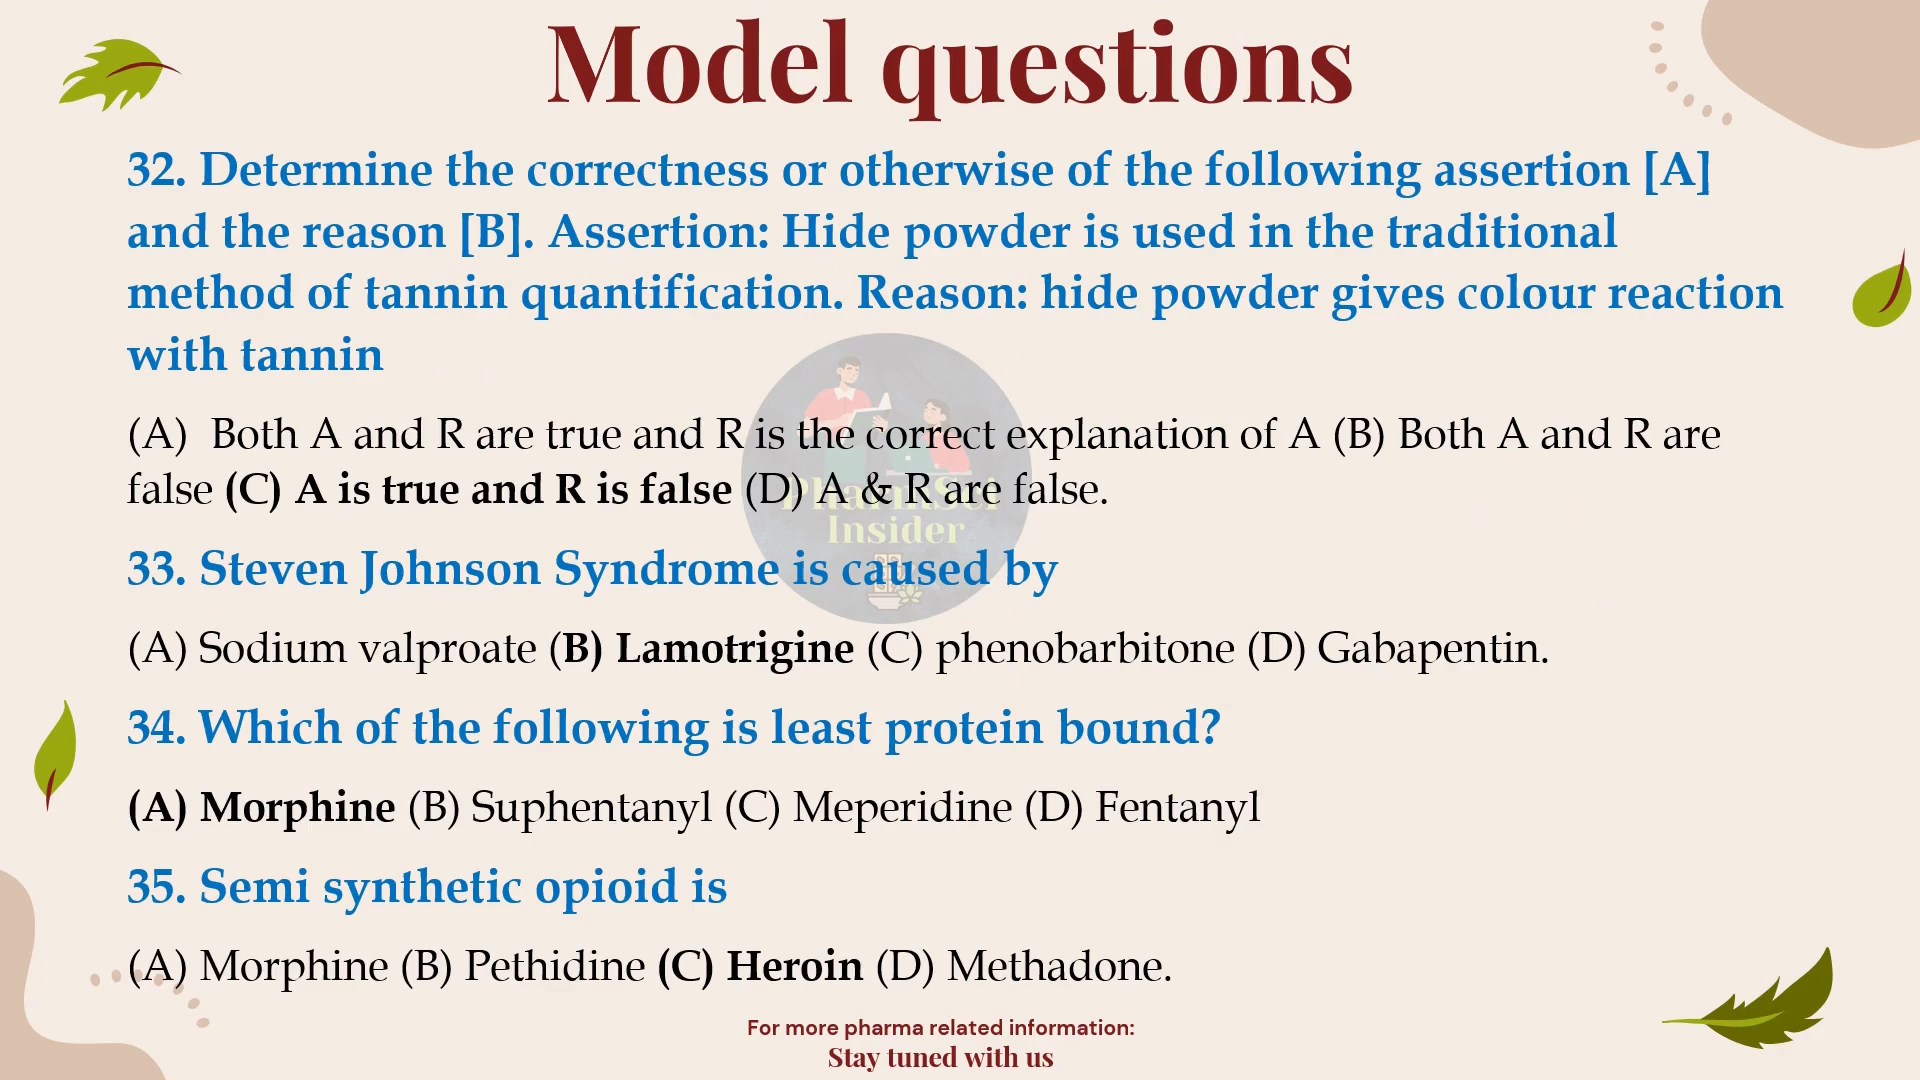 Model questions
32. Determine the correctness or otherwise of the following assertion [A]
and the reason [B]. Assertion: Hide powder is used in the traditional
method of tannin quantification. Reason: hide powder gives colour reaction
with tannin
(A) Both A and R are true and R is the correct explanation of A (B) Both A and R are
false (C) A is true and R is false (D) A & R are false.
PharmSci
Insider
33. Steven Johnson Syndrome is caused by
(A) Sodium valproate (B) Lamotrigine (C) phenobarbitone (D) Gabapentin.
34. Which of the following is least protein bound?
(A) Morphine (B) Suphentanyl (C) Meperidine (D) Fentanyl
35. Semi synthetic opioid is
(A) Morphine (B) Pethidine (C) Heroin (D) Methadone.
For more pharma related information:
Stay tuned with us